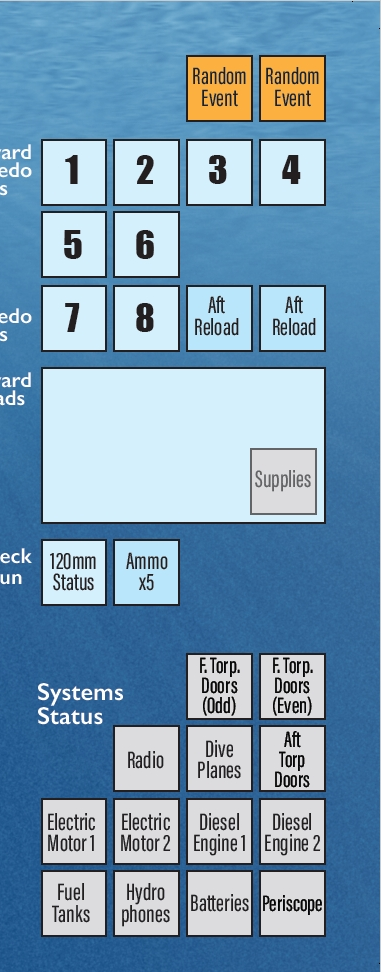 Random Random
Event Event
1 2 3 4
5 6
7 8 Aft Aft
Reload Reload
Supplies
120mm Ammo
Status x5
F. Torp. F. Torp.
Doors Doors
(Odd) (Even)
Systems
Status
Radio Dive Aft
Planes Torp
Doors
Electric Electric Diesel Diesel
Motor 1 Motor 2 Engine 1 Engine 2
Fuel Hydro Batteries Periscope
Tanks phones